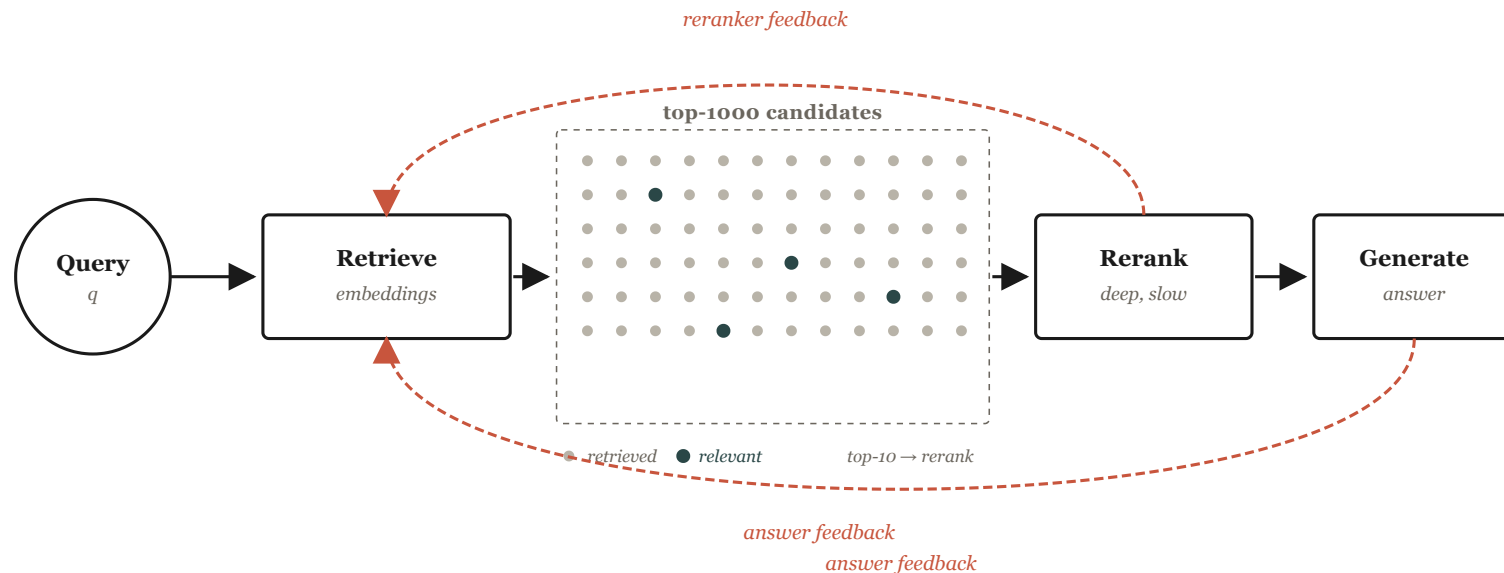 reranker feedback
top-1000 candidates
Query
q
Retrieve
embeddings
Rerank
deep, slow
Generate
answer
retrieved
relevant
top-10 → rerank
answer feedback
answer feedback